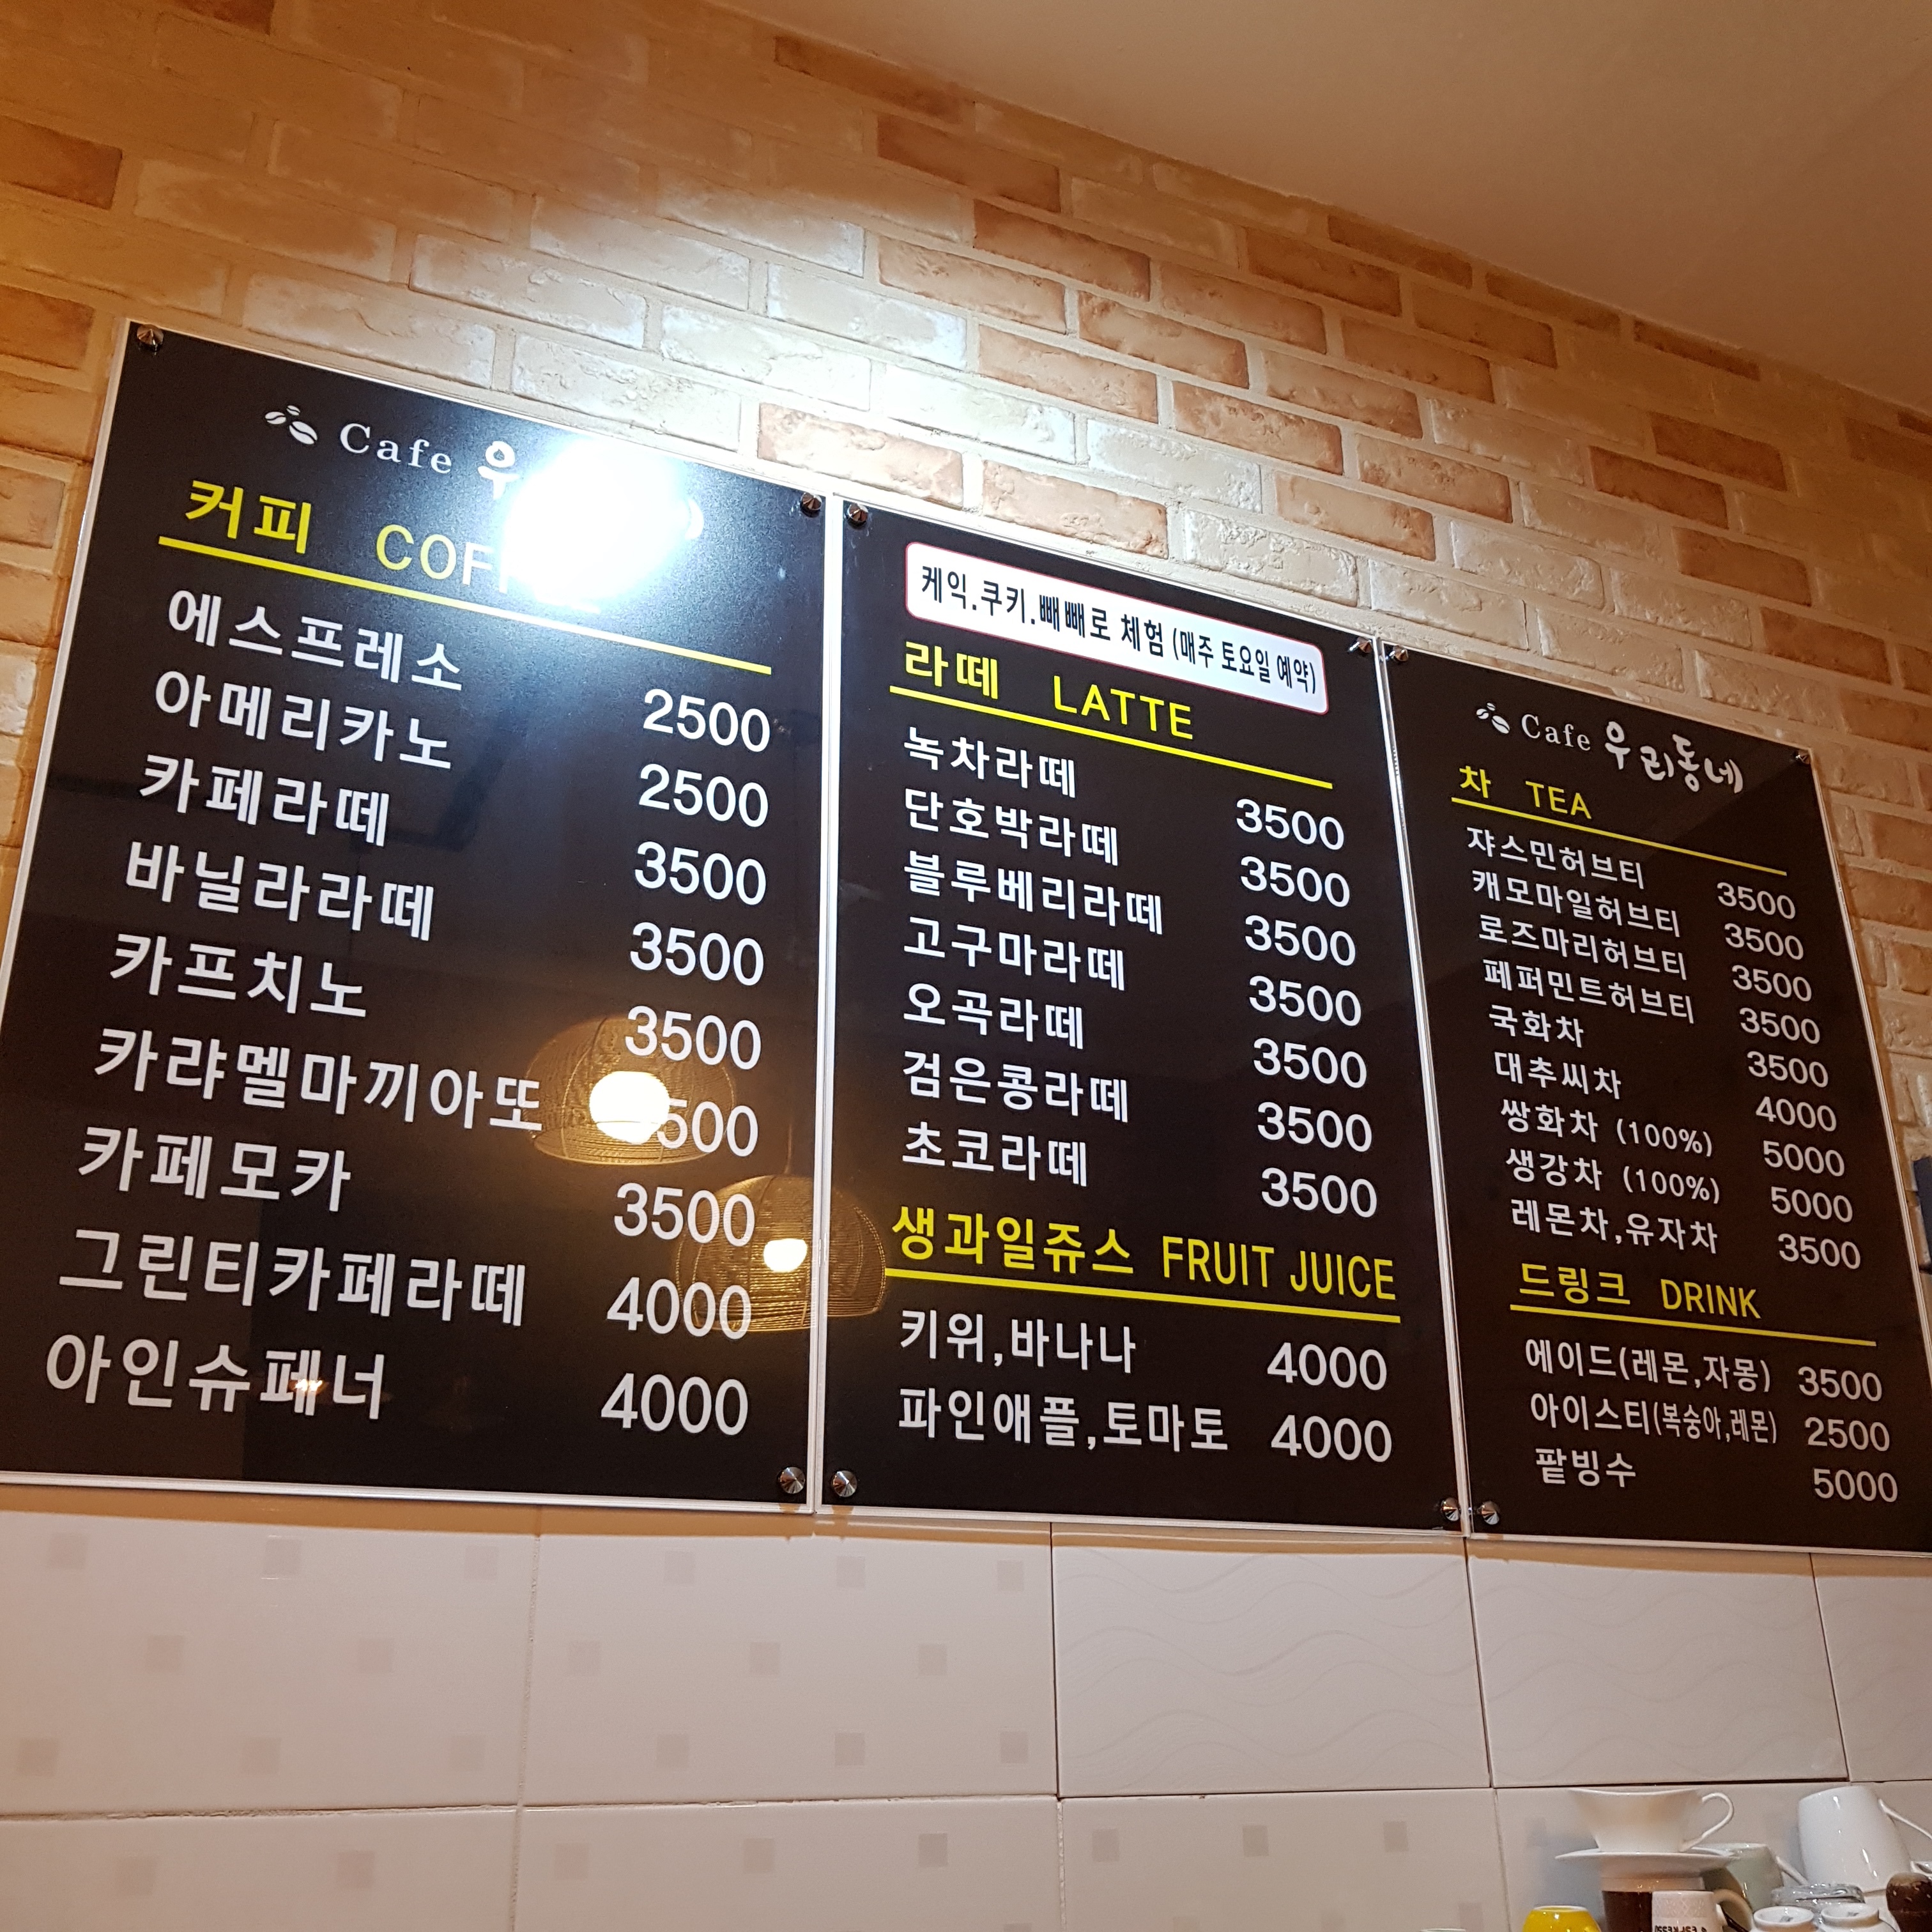 Cafe
커피
에스프레소 2500
아메리카노 2500
카페라떼 3500
바닐라라떼 3500
카프치노 3500
카랴멜마끼아또
카페모카 3500
그린티카페라떼 4000
아인슈페너 4000
케익.쿠키.빼빼로 체험 (매주 토요일 예약)
라떼 LATTE
녹차라떼 3500
단호박라떼 3500
블루베리라떼 3500
고구마라떼 3500
오곡라떼 3500
검은콩라떼 3500
초코라떼 3500
생과일쥬스 FRUIT JUICE
키위,바나나 4000
파인애플,토마토 4000
Cafe 우리동네
차 TEA
쟈스민허브티 3500
캐모마일허브티 3500
로즈마리허브티 3500
페퍼민트허브티 3500
국화차 3500
대추씨차 4000
쌍화차 (100%) 5000
생강차 (100%) 5000
레몬차,유자차 3500
드링크 DRINK
에이드(레몬,자몽) 3500
아이스티(복숭아,레몬) 2500
팥빙수 5000